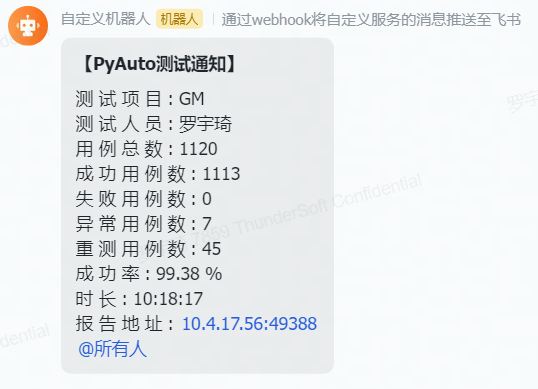 自定义机器人 机器人 | 通过webhook将自定义服务的消息推送至飞书
【PyAuto测试通知】
测 试 项 目 : GM
测 试 人 员 : 罗宇琦
用 例 总 数 : 1120
成 功 用 例 数 : 1113
失 败 用 例 数 : 0
异 常 用 例 数 : 7
重 测 用 例 数 : 45
成 功 率 : 99.38 %
时 长 : 10:18:17
报 告 地 址 : 10.4.17.56:49388
@所有人
7859 ThunderSoft Confidential